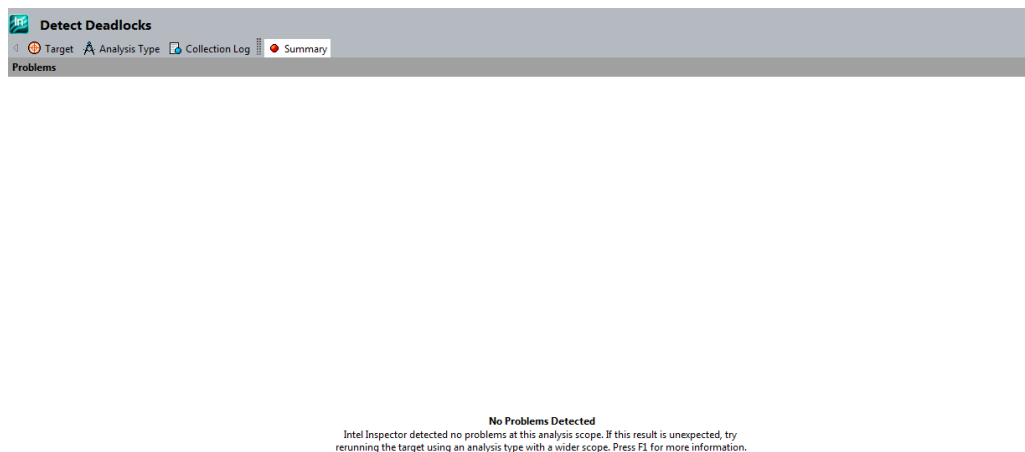 In
Detect Deadlocks
Target Analysis Type Collection Log Summary
Problems
No Problems Detected
Intel Inspector detected no problems at this analysis scope. If this result is unexpected, try
rerunning the target using an analysis type with a wider scope. Press F1 for more information.